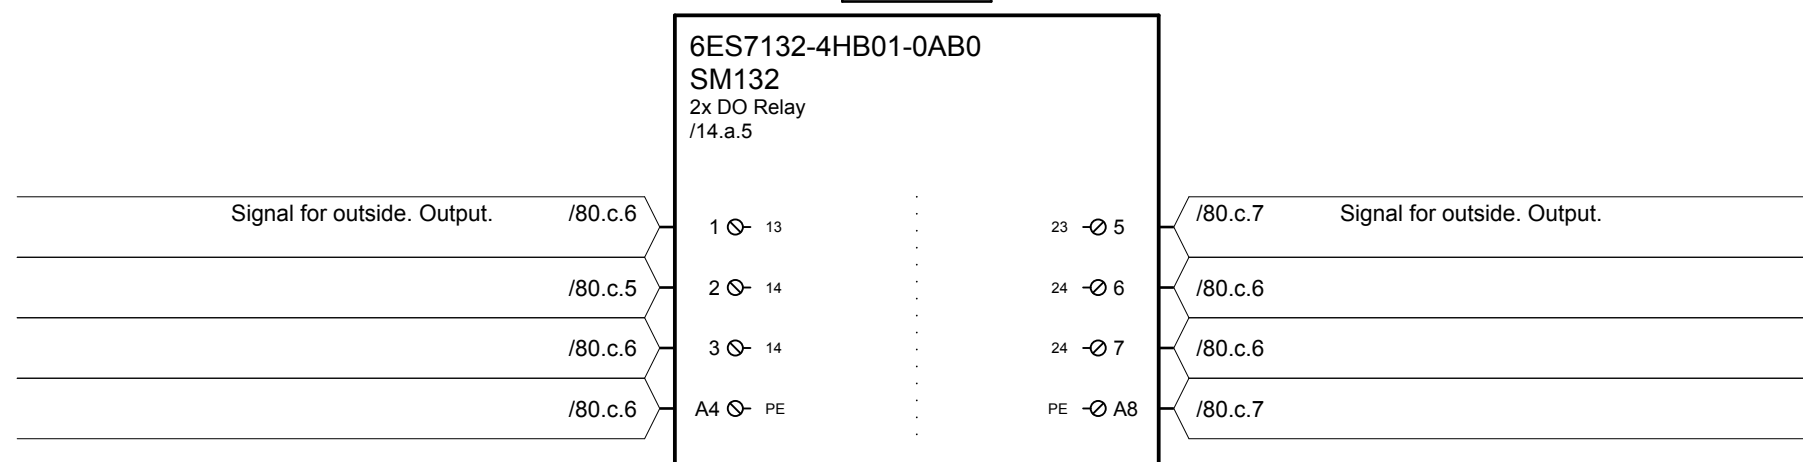 6ES7132-4HB01-0AB0
SM132
2x DO Relay
/14.a.5
Signal for outside. Output. /80.c.6 1 13 23 5 /80.c.7 Signal for outside. Output.
/80.c.5 2 14 24 6 /80.c.6
/80.c.6 3 14 24 7 /80.c.6
/80.c.6 A4 PE PE A8 /80.c.7